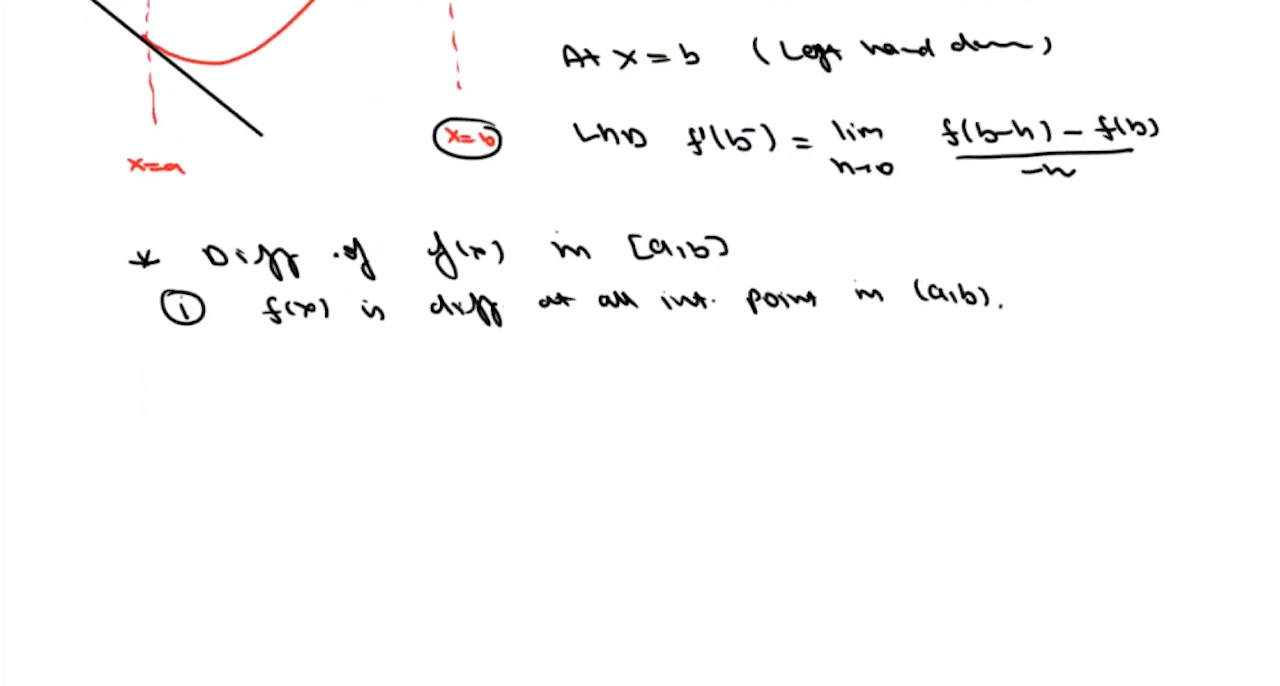 At x = b (Left hand derv)
x=b LHD f'(b⁻) = lim h→0 f(b-h) - f(b) / -h
x=a
* Diff. of f(x) in [a,b]
① f(x) is diff at all int. point in (a,b).